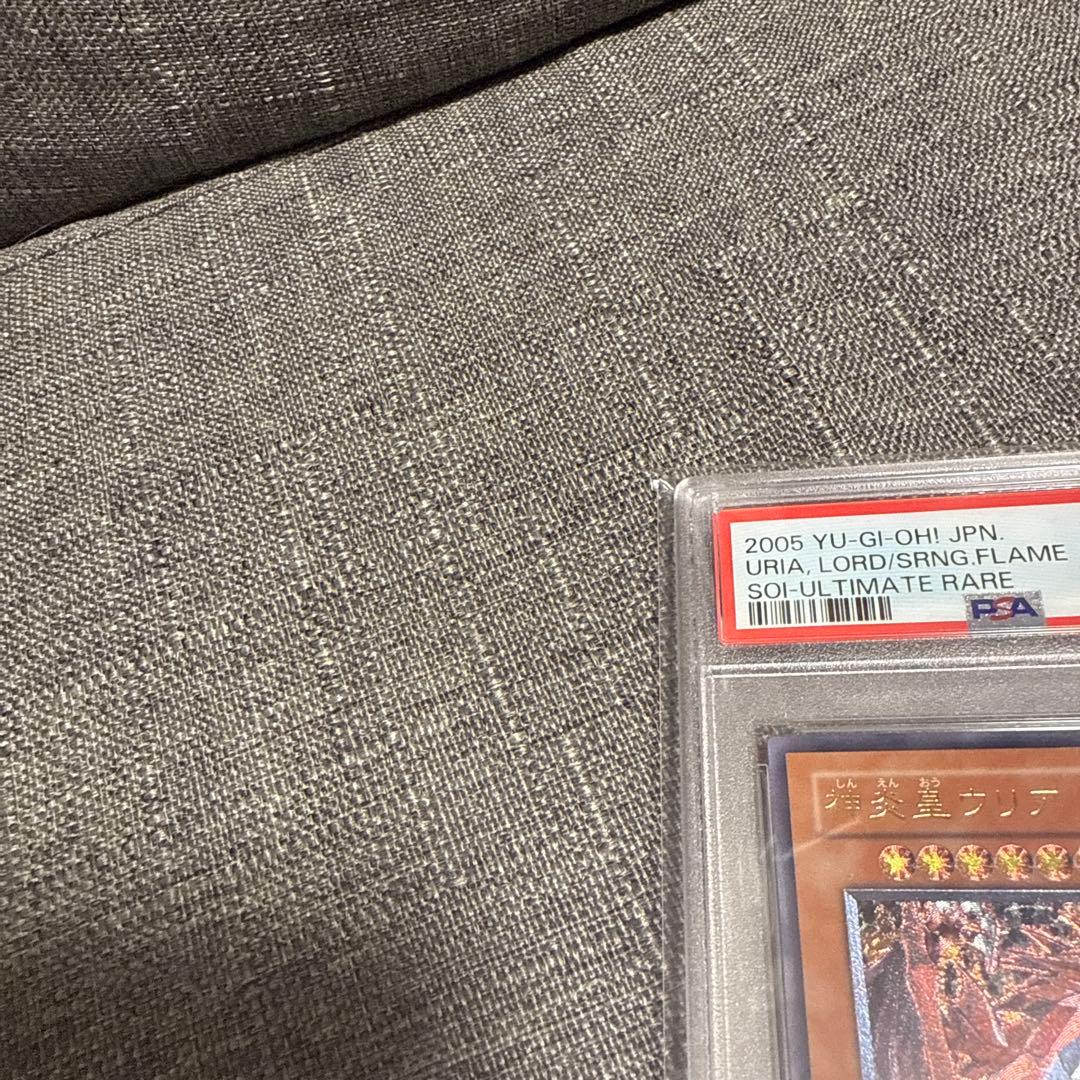 2005 YU-GI-OH! JPN.
URIA, LORD/SRNG.FLAME
SOI-ULTIMATE RARE
PSA
しん えん おう
神炎皇ウリア